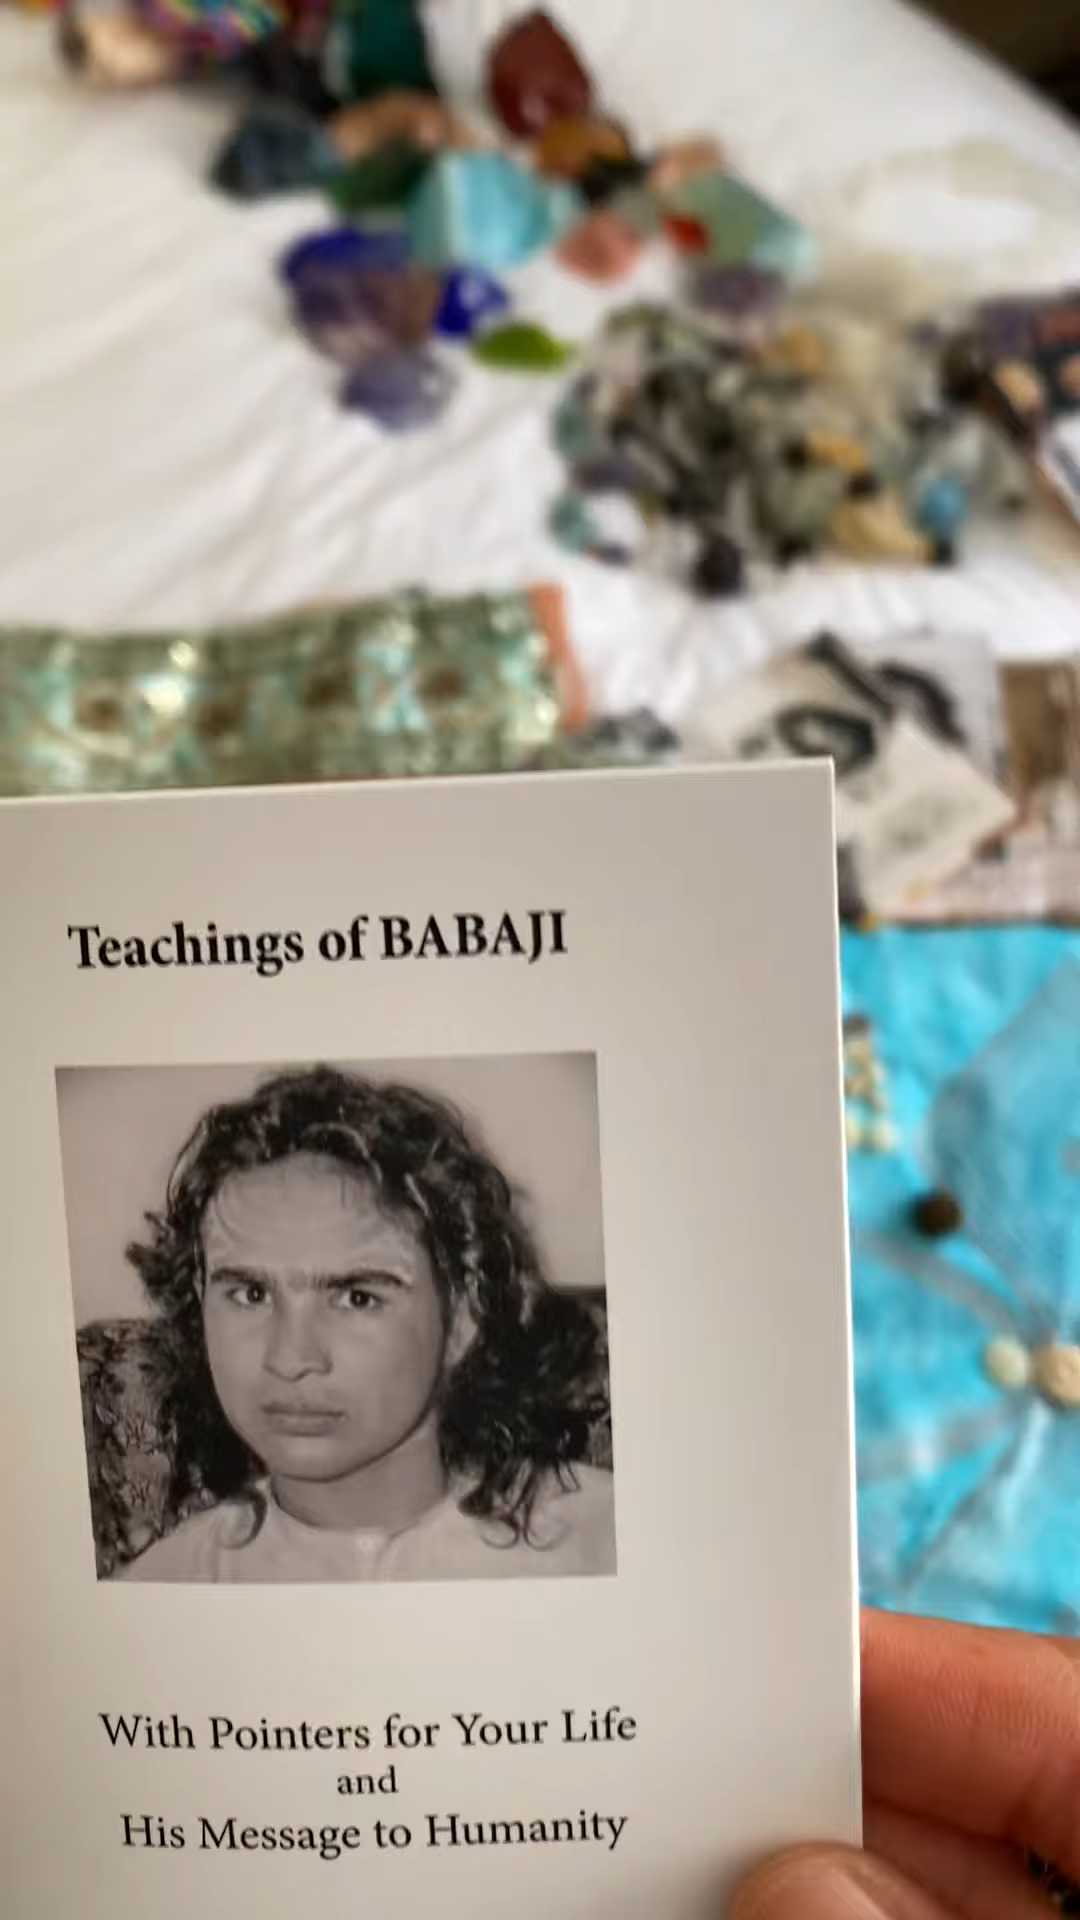 Teachings of BABAJI
With Pointers for Your Life
and
His Message to Humanity